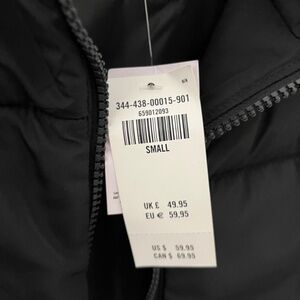 344-438-00015-901
659012093
SMALL
UK £ 49.95
EU € 59.95
US $ 59.95
CAN $ 69.95